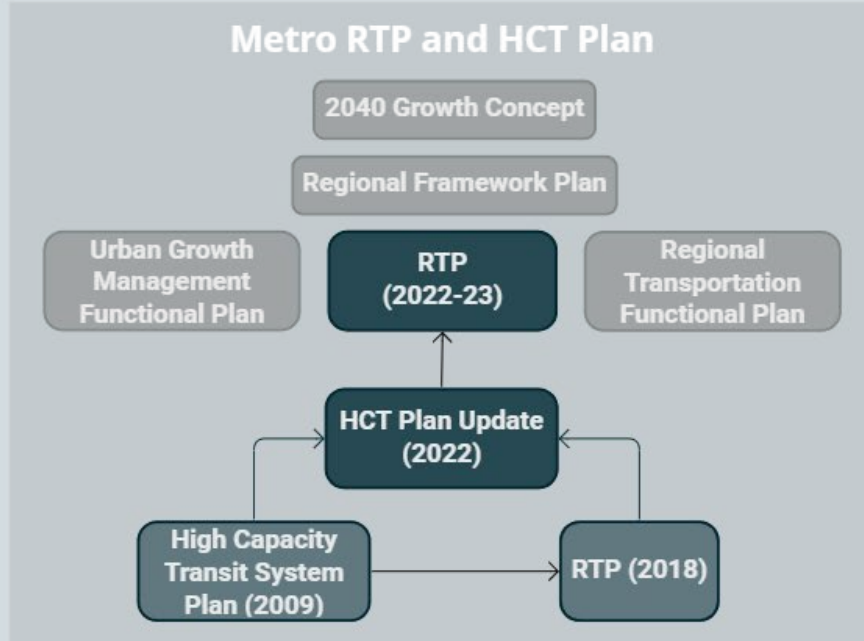 Metro RTP and HCT Plan
2040 Growth Concept
Regional Framework Plan
Urban Growth
Management
Functional Plan
RTP
(2022-23)
Regional
Transportation
Functional Plan
HCT Plan Update
(2022)
High Capacity
Transit System
Plan (2009)
RTP (2018)